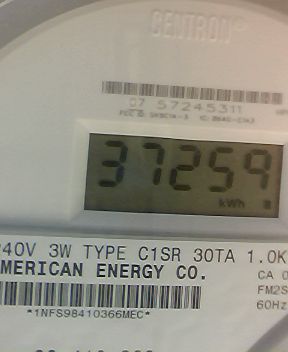 CENTRON®
07 57245311
37259
kWh
240V 3W TYPE C1SR 30TA 1.0K
AMERICAN ENERGY CO.
CA 0
FM2S
60Hz
*1NFS98410366MEC*